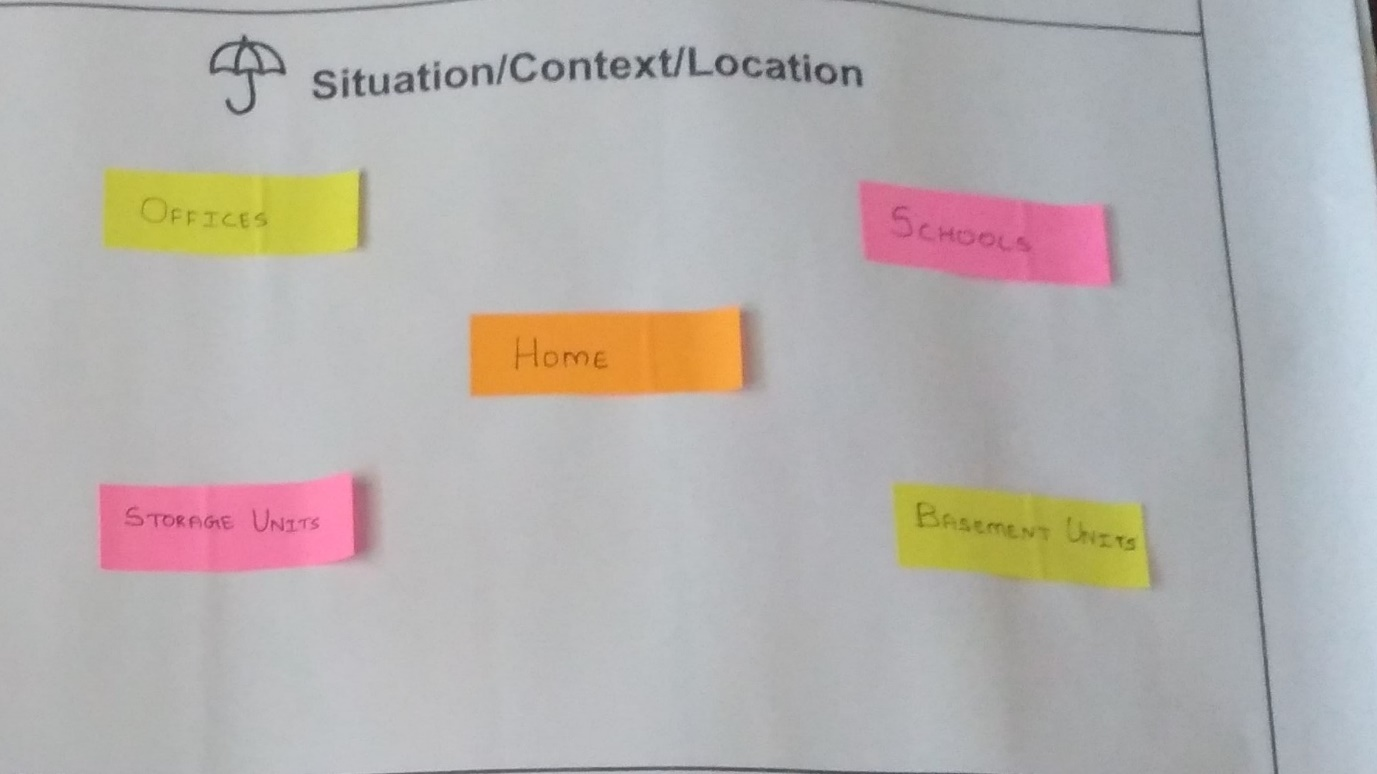 Situation/Context/Location
OFFICES
SCHOOLS
HOME
STORAGE UNITS
BASEMENT UNITS